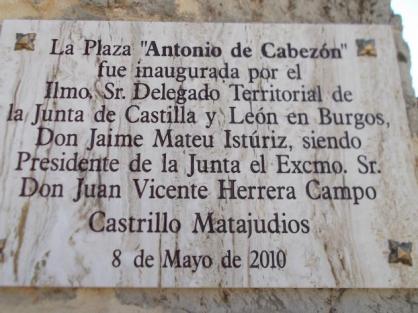 La Plaza "Antonio de Cabezón"
fue inaugurada por el
Ilmo. Sr. Delegado Territorial de
la Junta de Castilla y León en Burgos,
Don Jaime Mateu Istúriz, siendo
Presidente de la Junta el Excmo. Sr.
Don Juan Vicente Herrera Campo
Castrillo Matajudios
8 de Mayo de 2010